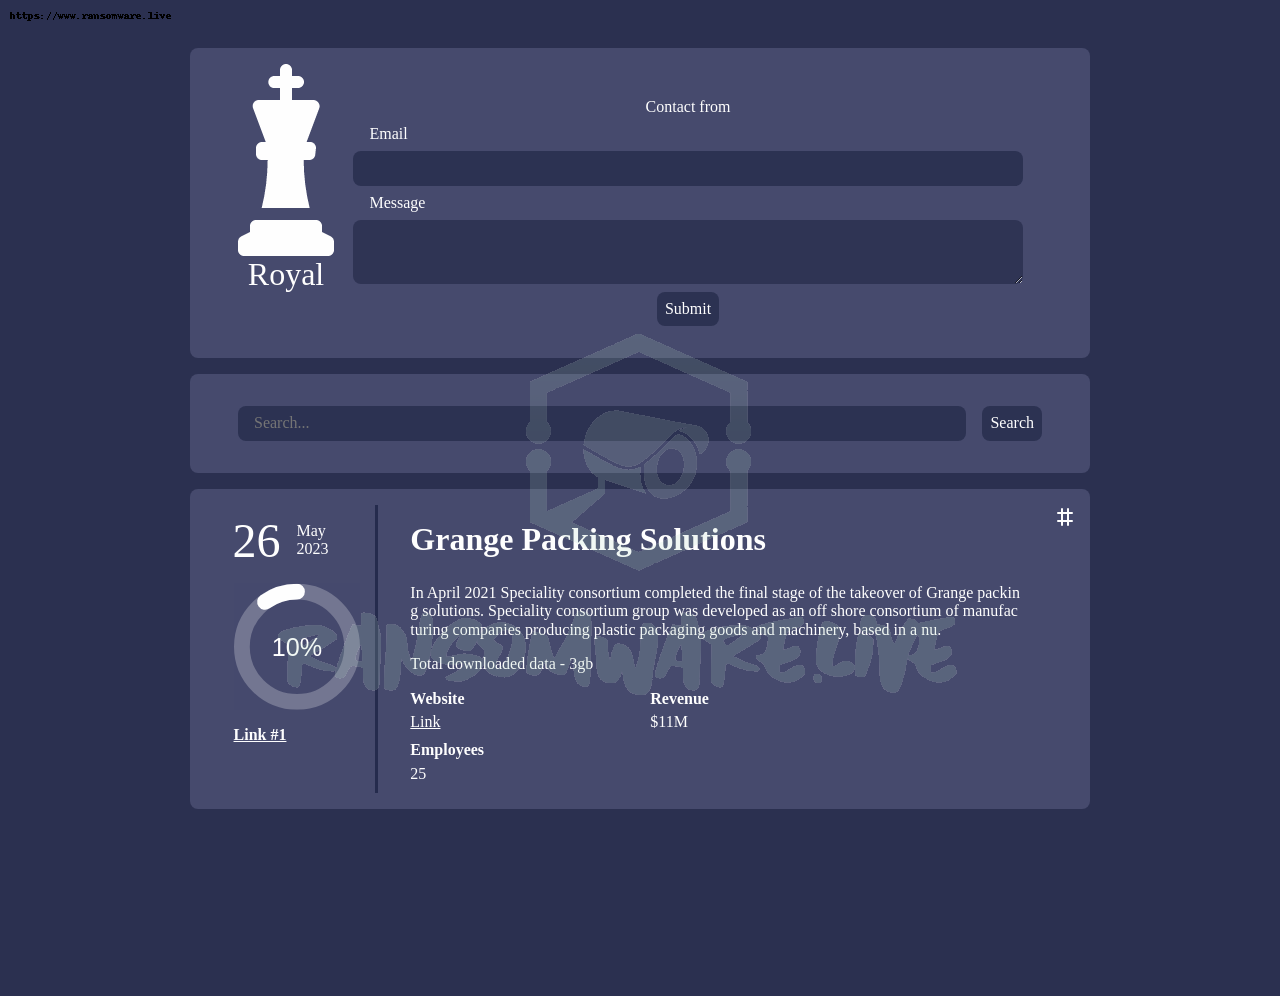 https://www.ransomware.live
Contact from
Email
Message
Royal
Submit
Search...
Search
26
May
2023
10%
Link #1
Grange Packing Solutions
In April 2021 Speciality consortium completed the final stage of the takeover of Grange packin
g solutions. Speciality consortium group was developed as an off shore consortium of manufac
turing companies producing plastic packaging goods and machinery, based in a nu.
Total downloaded data - 3gb
Website
Revenue
Link
$11M
Employees
25
RANSOMWARE.LIVE